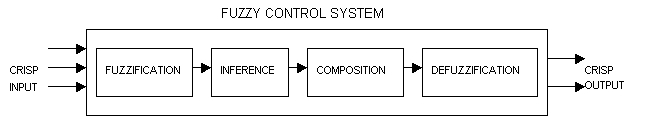 FUZZY CONTROL SYSTEM
CRISP
INPUT
FUZZIFICATION
INFERENCE
COMPOSITION
DEFUZZIFICATION
CRISP
OUTPUT